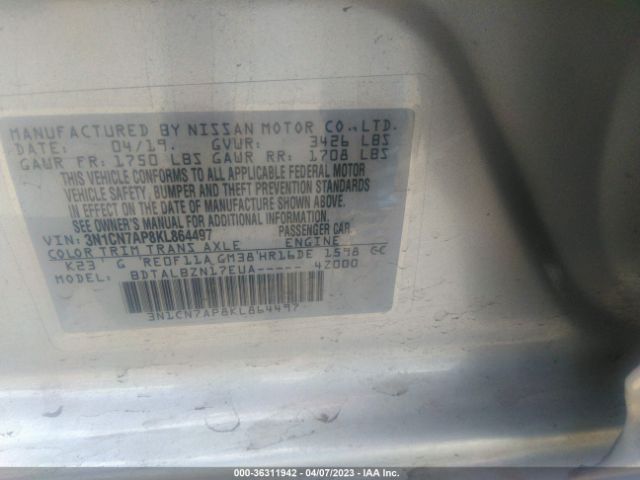 MANUFACTURED BY NISSAN MOTOR CO.,LTD.
DATE: 04/19. GVWR: 3426 LBS
GAWR FR: 1750 LBS GAWR RR: 1708 LBS
THIS VEHICLE CONFORMS TO ALL APPLICABLE FEDERAL MOTOR
VEHICLE SAFETY, BUMPER AND THEFT PREVENTION STANDARDS
IN EFFECT ON THE DATE OF MANUFACTURE SHOWN ABOVE.
SEE OWNER'S MANUAL FOR ADDITIONAL INFORMATION.
VIN: 3N1CN7AP8KL864497 PASSENGER CAR
COLOR TRIM TRANS AXLE ENGINE
K23 G RE0F11A GM38 HR16DE 1598 CC
BDTALBZN17EUA----- 4Z000
3N1CN7AP8KL864497
000-36311942 - 04/07/2023 - IAA Inc.